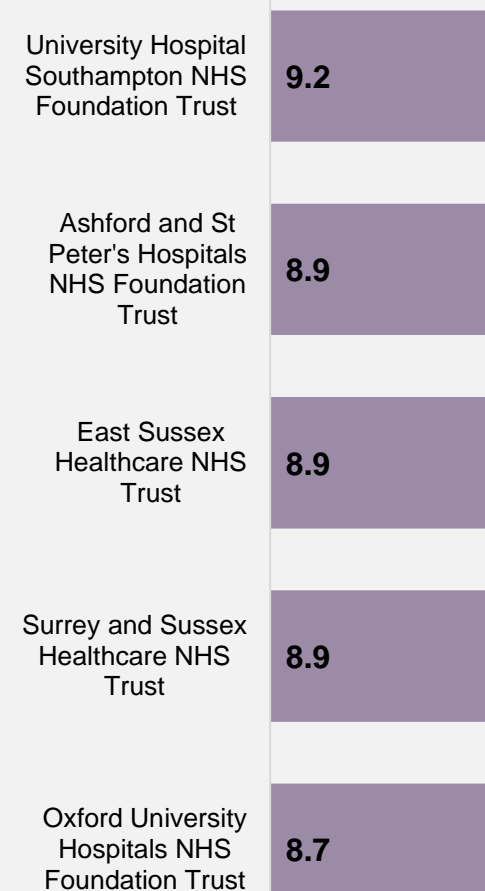 University Hospital
Southampton NHS
Foundation Trust
9.2
Ashford and St
Peter's Hospitals
NHS Foundation
Trust
8.9
East Sussex
Healthcare NHS
Trust
8.9
Surrey and Sussex
Healthcare NHS
Trust
8.9
Oxford University
Hospitals NHS
Foundation Trust
8.7